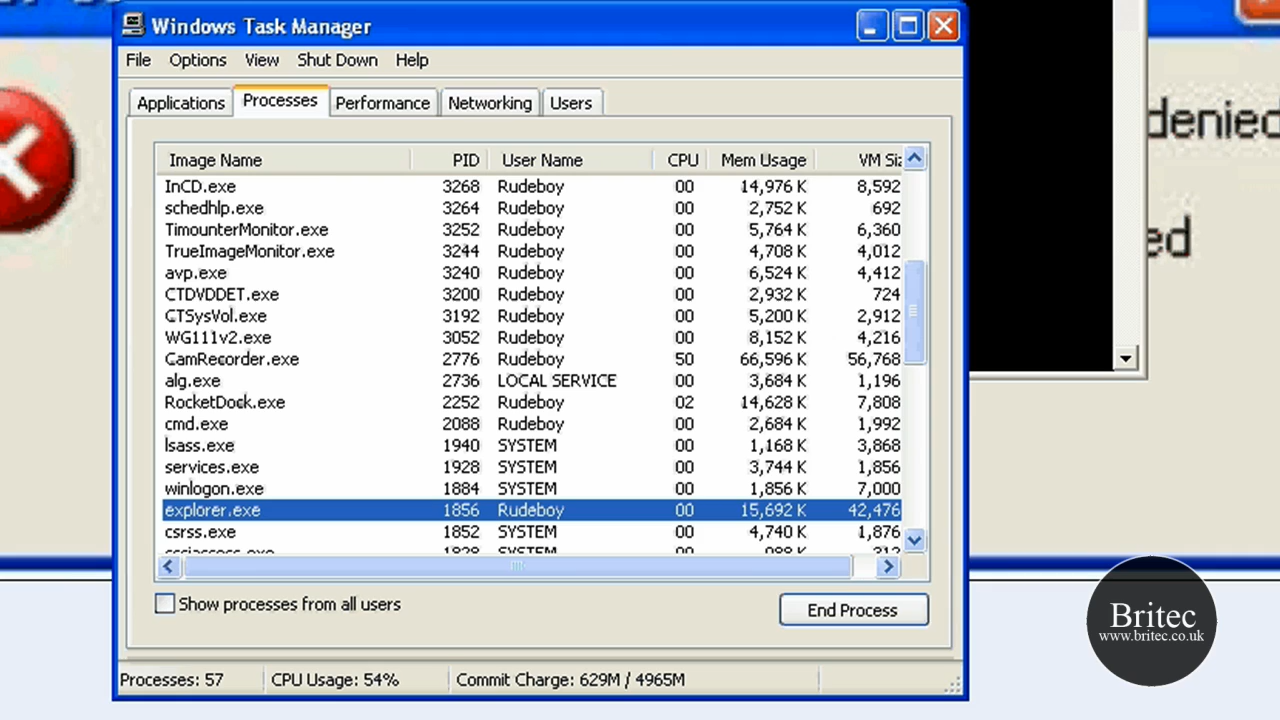 Windows Task Manager
File Options View Shut Down Help
Applications Processes Performance Networking Users
Image Name PID User Name CPU Mem Usage VM Siz
InCD.exe 3268 Rudeboy 00 14,976 K 8,592
schedhlp.exe 3264 Rudeboy 00 2,752 K 692
TimounterMonitor.exe 3252 Rudeboy 00 5,764 K 6,360
TrueImageMonitor.exe 3244 Rudeboy 00 4,708 K 4,012
avp.exe 3240 Rudeboy 00 6,524 K 4,412
CTDVDDET.exe 3200 Rudeboy 00 2,932 K 724
CTSysVol.exe 3192 Rudeboy 00 5,200 K 2,912
WG111v2.exe 3052 Rudeboy 00 8,152 K 4,216
CamRecorder.exe 2776 Rudeboy 50 66,596 K 56,768
alg.exe 2736 LOCAL SERVICE 00 3,684 K 1,196
RocketDock.exe 2252 Rudeboy 02 14,628 K 7,808
cmd.exe 2088 Rudeboy 00 2,684 K 1,992
lsass.exe 1940 SYSTEM 00 1,168 K 3,868
services.exe 1928 SYSTEM 00 3,744 K 1,856
winlogon.exe 1884 SYSTEM 00 1,856 K 7,000
explorer.exe 1856 Rudeboy 00 15,692 K 42,476
csrss.exe 1852 SYSTEM 00 4,740 K 1,876
Show processes from all users
End Process
Processes: 57 CPU Usage: 54% Commit Charge: 629M / 4965M
denied
ed
Britec
www.britec.co.uk